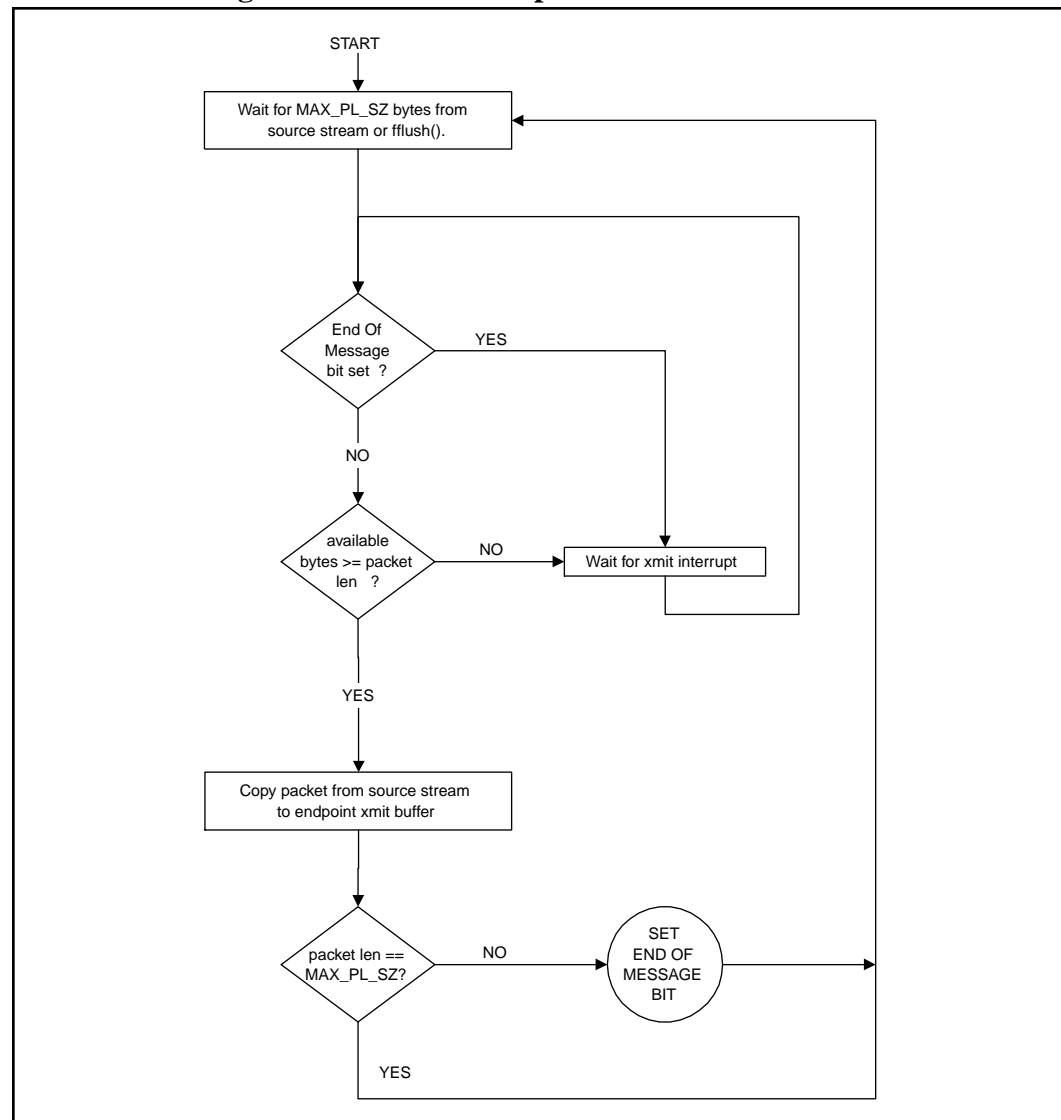 START
Wait for MAX_PL_SZ bytes from
source stream or fflush().
End Of
Message
bit set ?
YES
NO
available
bytes >= packet
len ?
NO
Wait for xmit interrupt
YES
Copy packet from source stream
to endpoint xmit buffer
packet len ==
MAX_PL_SZ?
NO
SET
END OF
MESSAGE
BIT
YES